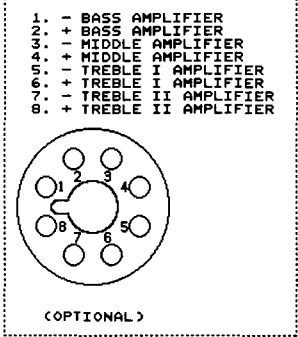 1. - BASS AMPLIFIER
2. + BASS AMPLIFIER
3. - MIDDLE AMPLIFIER
4. + MIDDLE AMPLIFIER
5. - TREBLE I AMPLIFIER
6. + TREBLE I AMPLIFIER
7. - TREBLE II AMPLIFIER
8. + TREBLE II AMPLIFIER
2 3
1 4
8 5
7 6
(OPTIONAL)